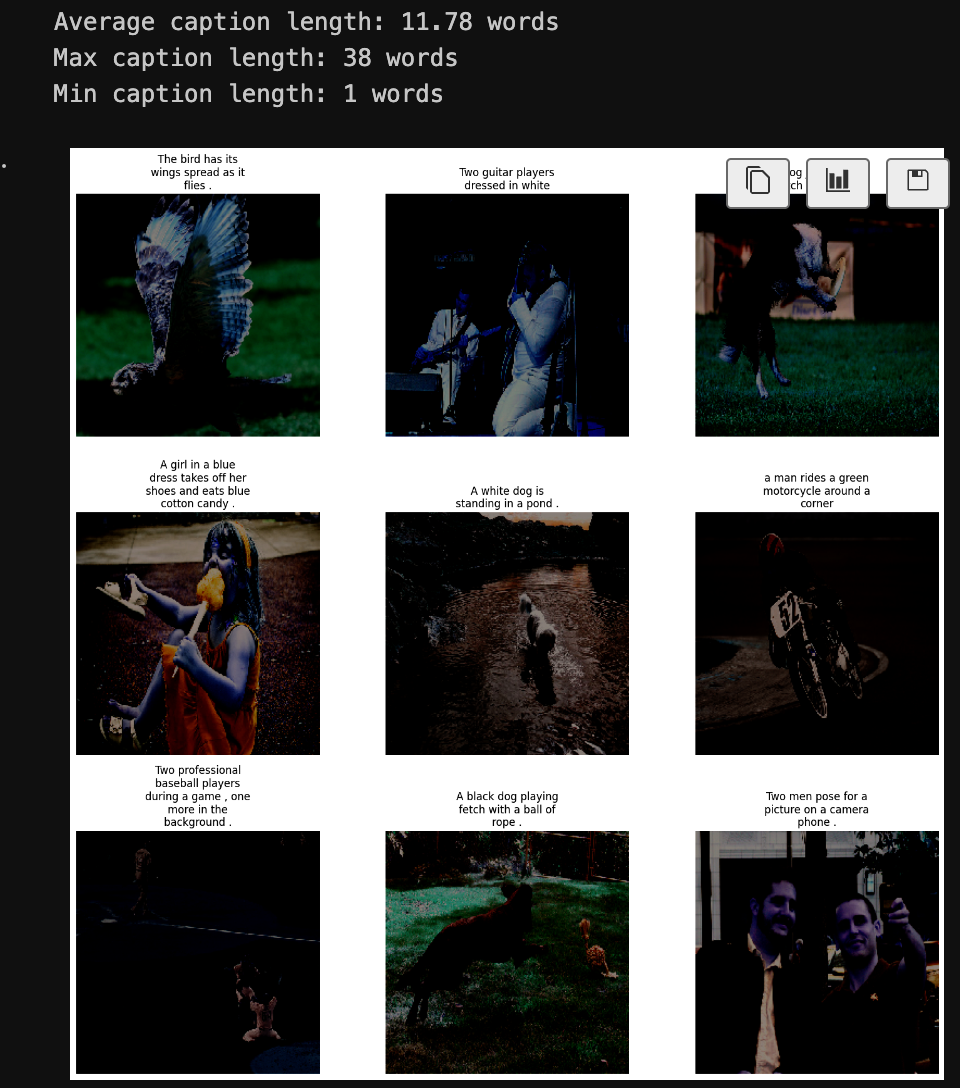 Average caption length: 11.78 words
Max caption length: 38 words
Min caption length: 1 words
The bird has its
wings spread as it
flies .
Two guitar players
dressed in white
A girl in a blue
dress takes off her
shoes and eats blue
cotton candy .
A white dog is
standing in a pond .
a man rides a green
motorcycle around a
corner
Two professional
baseball players
during a game , one
more in the
background .
A black dog playing
fetch with a ball of
rope .
Two men pose for a
picture on a camera
phone .